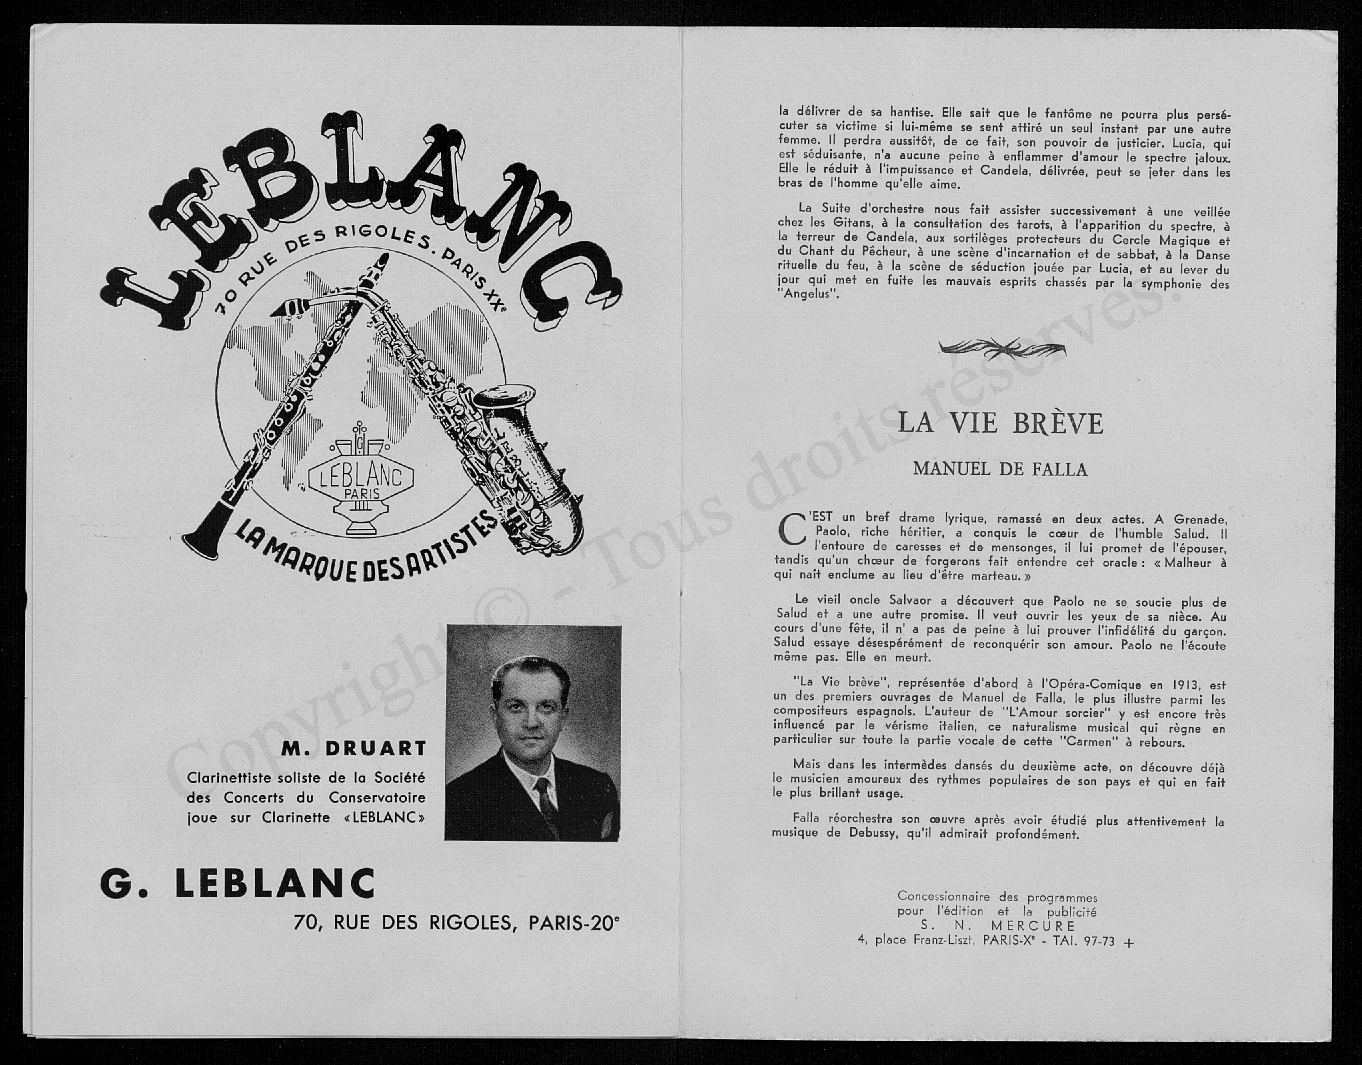 LEBLANC
70 RUE DES RIGOLES. PARIS XXe
LEBLANC
PARIS
LA MARQUE DES ARTISTES
M. DRUART
Clarinettiste soliste de la Société
des Concerts du Conservatoire
joue sur Clarinette «LEBLANC»
G. LEBLANC
70, RUE DES RIGOLES, PARIS-20e
la délivrer de sa hantise. Elle sait que le fantôme ne pourra plus persé-
cuter sa victime si lui-même se sent attiré un seul instant par une autre
femme. Il perdra aussitôt, de ce fait, son pouvoir de justicier. Lucia, qui
est séduisante, n'a aucune peine à enflammer d'amour le spectre jaloux.
Elle le réduit à l'impuissance et Candela, délivrée, peut se jeter dans les
bras de l'homme qu'elle aime.
La Suite d'orchestre nous fait assister successivement à une veillée
chez les Gitans, à la consultation des tarots, à l'apparition du spectre, à
la terreur de Candela, aux sortilèges protecteurs du Cercle Magique et
du Chant du Pêcheur, à une scène d'incarnation et de sabbat, à la Danse
rituelle du feu, à la scène de séduction jouée par Lucia, et au lever du
jour qui met en fuite les mauvais esprits chassés par la symphonie des
"Angelus".
LA VIE BRÈVE
MANUEL DE FALLA
C'EST un bref drame lyrique, ramassé en deux actes. A Grenade,
Paolo, riche héritier, a conquis le cœur de l'humble Salud. Il
l'entoure de caresses et de mensonges, il lui promet de l'épouser,
tandis qu'un chœur de forgerons fait entendre cet oracle : « Malheur à
qui naît enclume au lieu d'être marteau. »
Le vieil oncle Salvaor a découvert que Paolo ne se soucie plus de
Salud et a une autre promise. Il veut ouvrir les yeux de sa nièce. Au
cours d'une fête, il n' a pas de peine à lui prouver l'infidélité du garçon.
Salud essaye désespérément de reconquérir son amour. Paolo ne l'écoute
même pas. Elle en meurt.
"La Vie brève", représentée d'abord à l'Opéra-Comique en 1913, est
un des premiers ouvrages de Manuel de Falla, le plus illustre parmi les
compositeurs espagnols. L'auteur de "L'Amour sorcier" y est encore très
influencé par le vérisme italien, ce naturalisme musical qui règne en
particulier sur toute la partie vocale de cette "Carmen" à rebours.
Mais dans les intermèdes dansés du deuxième acte, on découvre déjà
le musicien amoureux des rythmes populaires de son pays et qui en fait
le plus brillant usage.
Falla réorchestra son œuvre après avoir étudié plus attentivement la
musique de Debussy, qu'il admirait profondément.
Concessionnaire des programmes
pour l'édition et la publicité
S. N. MERCURE
4, place Franz-Liszt, PARIS-Xe - TAI. 97-73 +
Copyright © - Tous droits réservés.